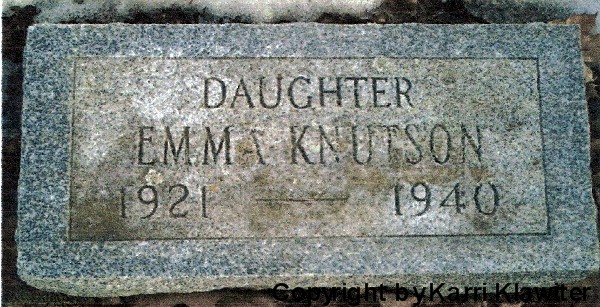 DAUGHTER
EMMA KNUTSON
1921 — 1940
Copyright by Karri Klawiter